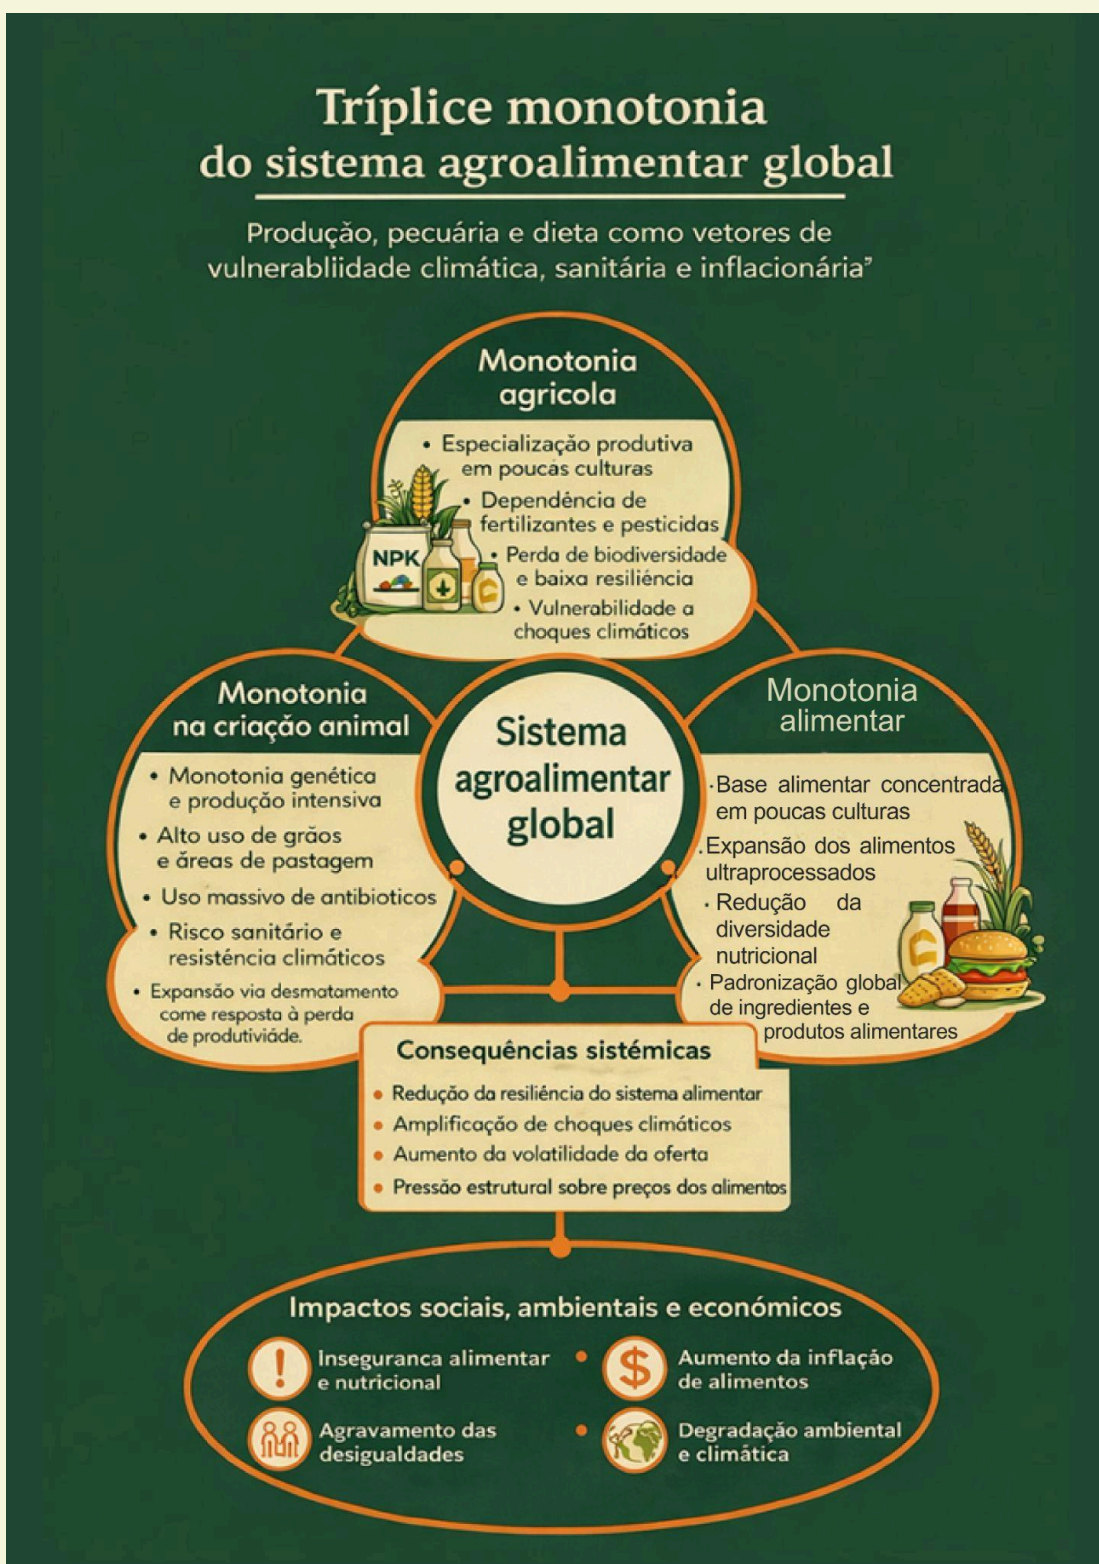 Tríplice monotonia
do sistema agroalimentar global
Produção, pecuária e dieta como vetores de
vulnerabliidade climática, sanitária e inflacionária”
Monotonia
agricola
• Especialização produtiva
em poucás culturas
• Dependéncia de
fertilizantes e pesticidas
• Perda de biodiversidade
e baixa resiliéncia
• Vulnerabilidade a
choques climáticos
NPK
Monotonia
na criação animal
• Monotonia genética
e produção intensiva
• Alto uso de grãos
e áreas de pastagem
• Uso massivo de antibioticos
• Risco sanitário e
resisténcia climáticos
• Expansão via desmatamento
come resposta à perda
de produtiviáde.
Sistema
agroalimentar
global
Monotonia
alimentar
·Base alimentar concentrada
em poucas culturas
.Expansão dos alimentos
ultraprocessados
· Redução da
diversidade
nutricional
· Padronização global
de ingredientes e
produtos alimentares
Consequências sistémicas
• Redução da resiliéncia do sistema alimentar
• Amplificação de choques climáticos
• Aumento da volatilidade da oferta
• Pressão estrutural sobre preços dos alimentos
Impactos sociais, ambientais e económicos
! Inseguranca alimentar
e nutricional
• $ Aumento da inflação
de alimentos
Agravamento das
desigualdades
• Degradação ambiental
e climática